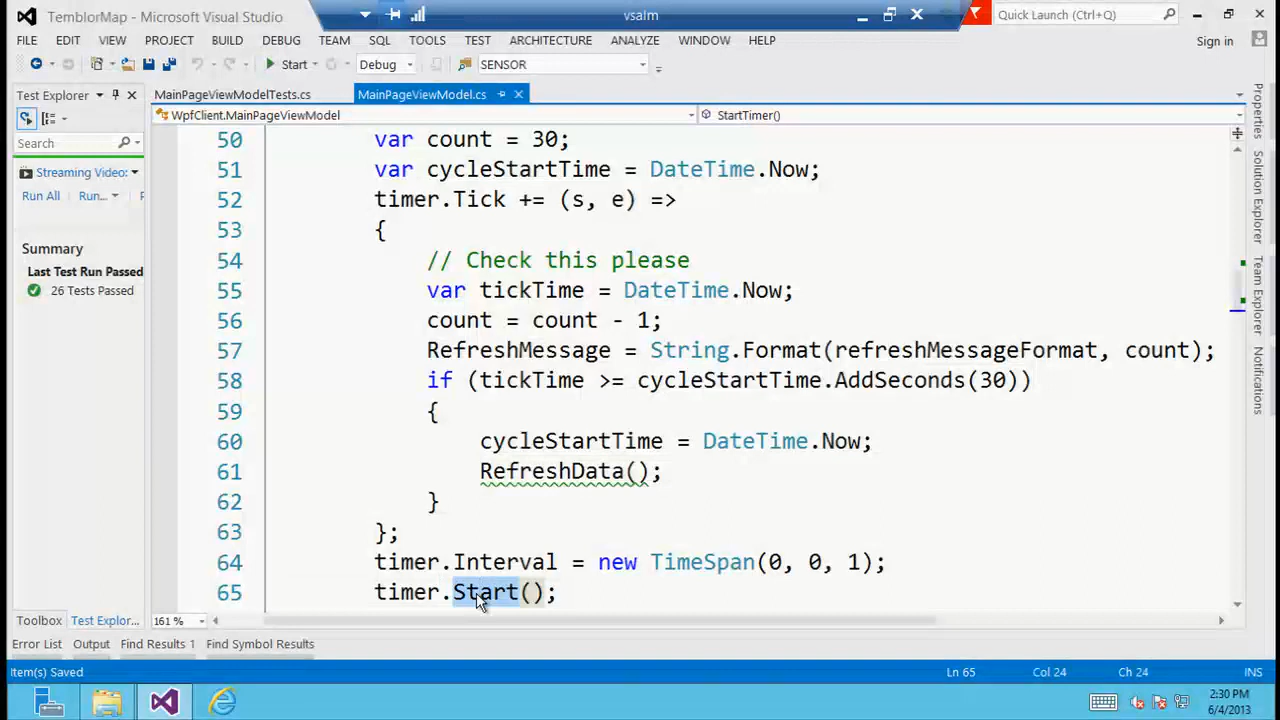 TemblorMap - Microsoft Visual Studio
vsalm
Quick Launch (Ctrl+Q)
FILE EDIT VIEW PROJECT BUILD DEBUG TEAM SQL TOOLS TEST ARCHITECTURE ANALYZE WINDOW HELP
Sign in
Start Debug SENSOR
Test Explorer
MainPageViewModelTests.cs MainPageViewModel.cs
WpfClient.MainPageViewModel StartTimer()
Search
Streaming Video:
Run All Run...
Summary
Last Test Run Passed
26 Tests Passed
50 var count = 30;
51 var cycleStartTime = DateTime.Now;
52 timer.Tick += (s, e) =>
53 {
54 // Check this please
55 var tickTime = DateTime.Now;
56 count = count - 1;
57 RefreshMessage = String.Format(refreshMessageFormat, count);
58 if (tickTime >= cycleStartTime.AddSeconds(30))
59 {
60 cycleStartTime = DateTime.Now;
61 RefreshData();
62 }
63 };
64 timer.Interval = new TimeSpan(0, 0, 1);
65 timer.Start();
Properties
Solution Explorer
Team Explorer
Notifications
Toolbox Test Explor...
161 %
Error List Output Find Results 1 Find Symbol Results
Item(s) Saved Ln 65 Col 24 Ch 24 INS
2:30 PM
6/4/2013